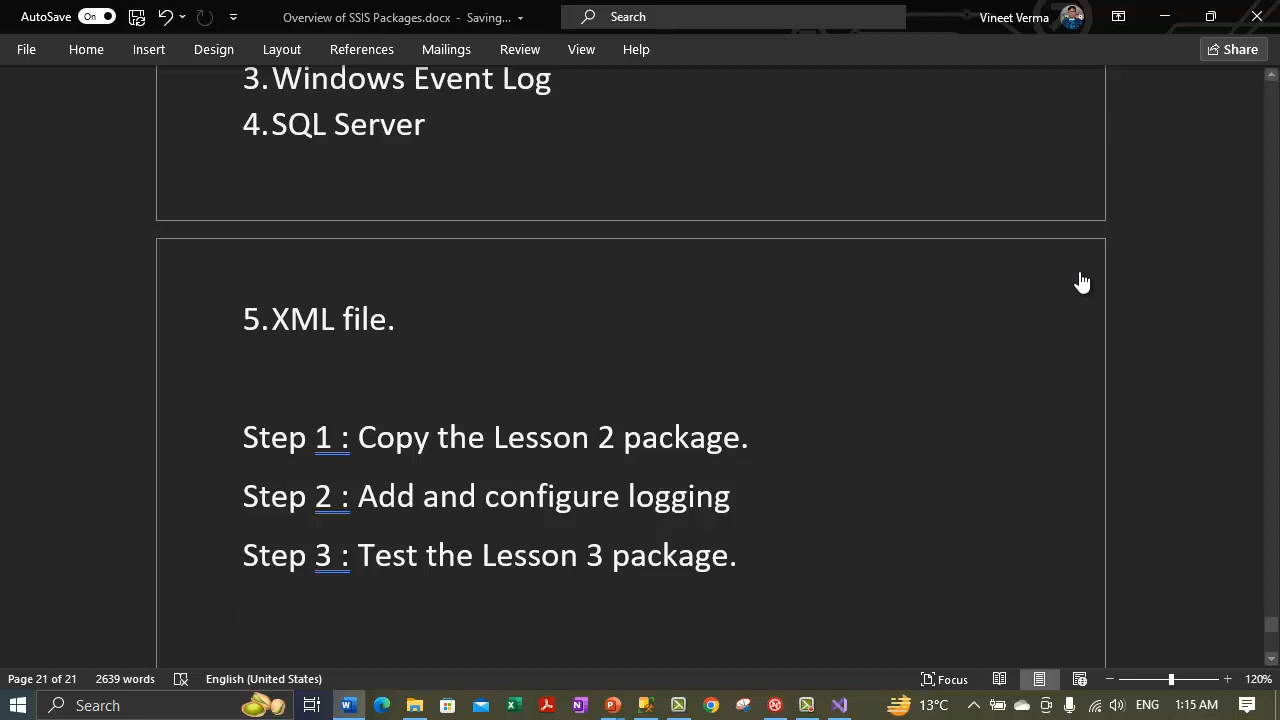 AutoSave On Overview of SSIS Packages.docx - Saving... Search Vineet Verma
File Home Insert Design Layout References Mailings Review View Help Share
3. Windows Event Log
4. SQL Server
5. XML file.
Step 1 : Copy the Lesson 2 package.
Step 2 : Add and configure logging
Step 3 : Test the Lesson 3 package.
Page 21 of 21 2639 words English (United States) Focus 120%
Search 13°C ENG 1:15 AM